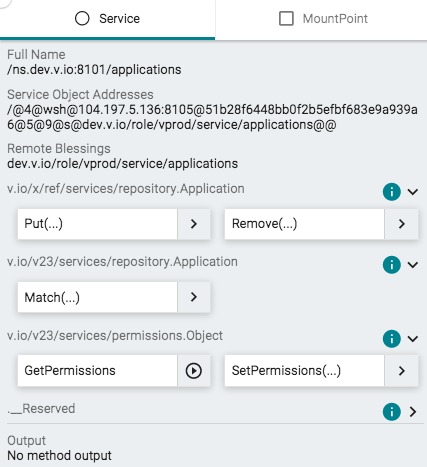 Service
MountPoint
Full Name
/ns.dev.v.io:8101/applications
Service Object Addresses
/@4@wsh@104.197.5.136:8105@51b28f6448bb0f2b5efbf683e9a939a
6@5@9@s@dev.v.io/role/vprod/service/applications@@
Remote Blessings
dev.v.io/role/vprod/service/applications
v.io/x/ref/services/repository.Application
Put(...)
Remove(...)
v.io/v23/services/repository.Application
Match(...)
v.io/v23/services/permissions.Object
GetPermissions
SetPermissions(...)
.__Reserved
Output
No method output